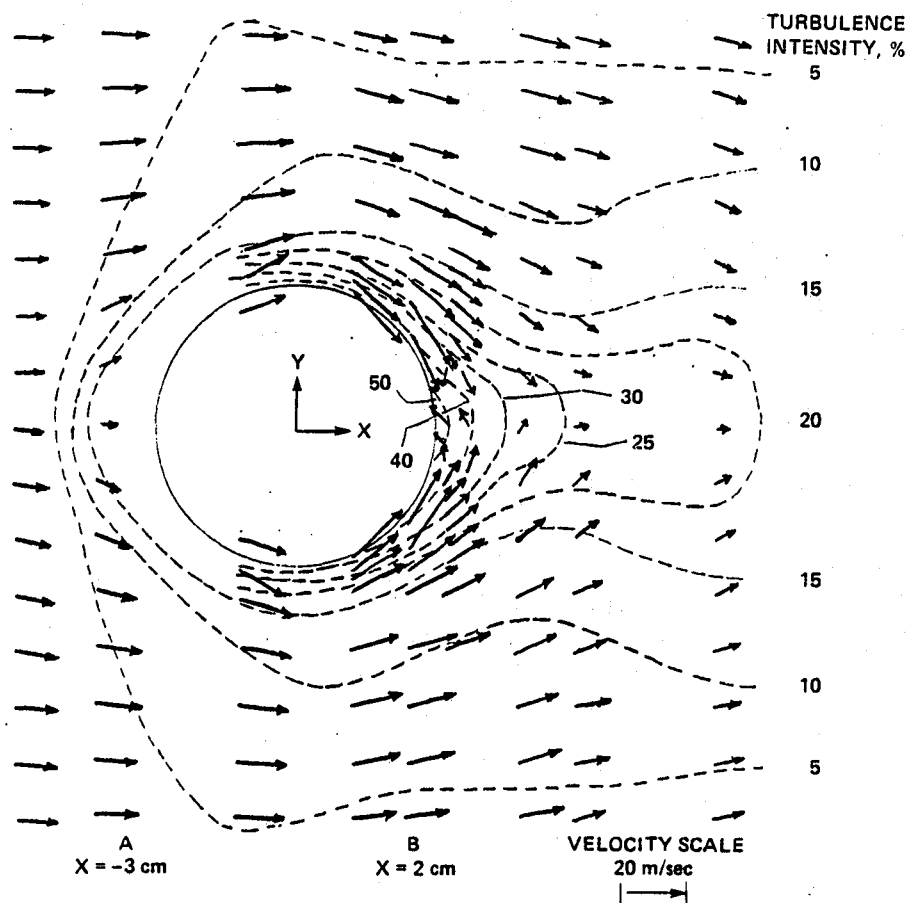 TURBULENCE
INTENSITY, %
5
10
15
Y
50
30
X
20
40
25
15
10
5
A
X = −3 cm
B
X = 2 cm
VELOCITY SCALE
20 m/sec